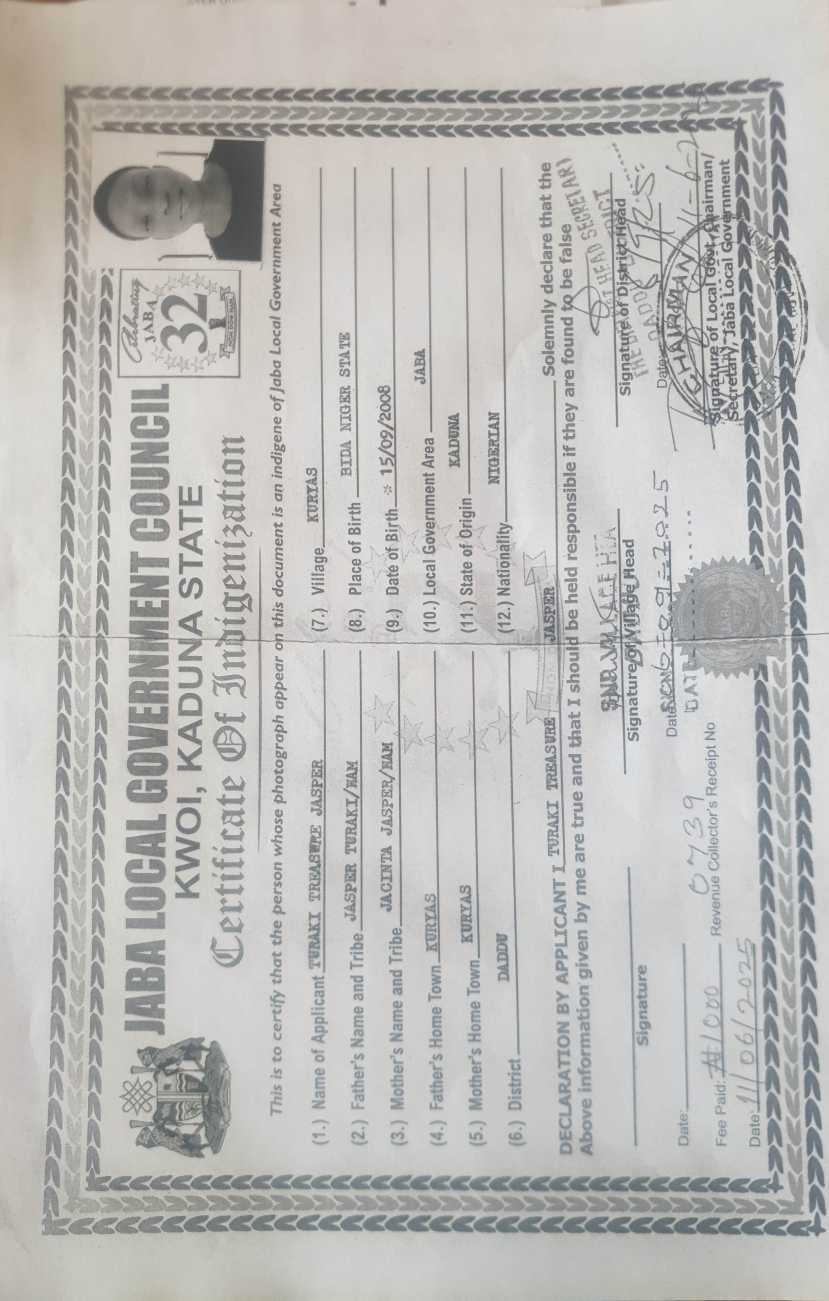 JABA LOCAL GOVERNMENT COUNCIL
KWOI, KADUNA STATE
Certificate Of Indigenization
Celebrating
JABA
32
This is to certify that the person whose photograph appear on this document is an indigene of Jaba Local Government Area
(1.) Name of Applicant TURAKI TREASURE JASPER
(7.) Village KURYAS
(2.) Father's Name and Tribe JASPER TURAKI/HAM
(8.) Place of Birth BIDA NIGER STATE
(3.) Mother's Name and Tribe JACINTA JASPER/HAM
(9.) Date of Birth 15/09/2008
(4.) Father's Home Town KURYAS
(10.) Local Government Area JABA
(5.) Mother's Home Town KURYAS
(11.) State of Origin KADUNA
(6.) District DADDU
(12.) Nationality NIGERIAN
DECLARATION BY APPLICANT I TURAKI TREASURE JASPER Solemnly declare that the
Above information given by me are true and that I should be held responsible if they are found to be false
Signature
Signature of Village Head
Signature of District Head
Date:
Date:
Date:
DATE
HEAD SECRETARI
CHAIRMAN
Fee Paid: ₦1000 Revenue Collector's Receipt No 0739
Date: 11/06/2025
Signature of Local Govt. Chairman/
Secretary, Jaba Local Government